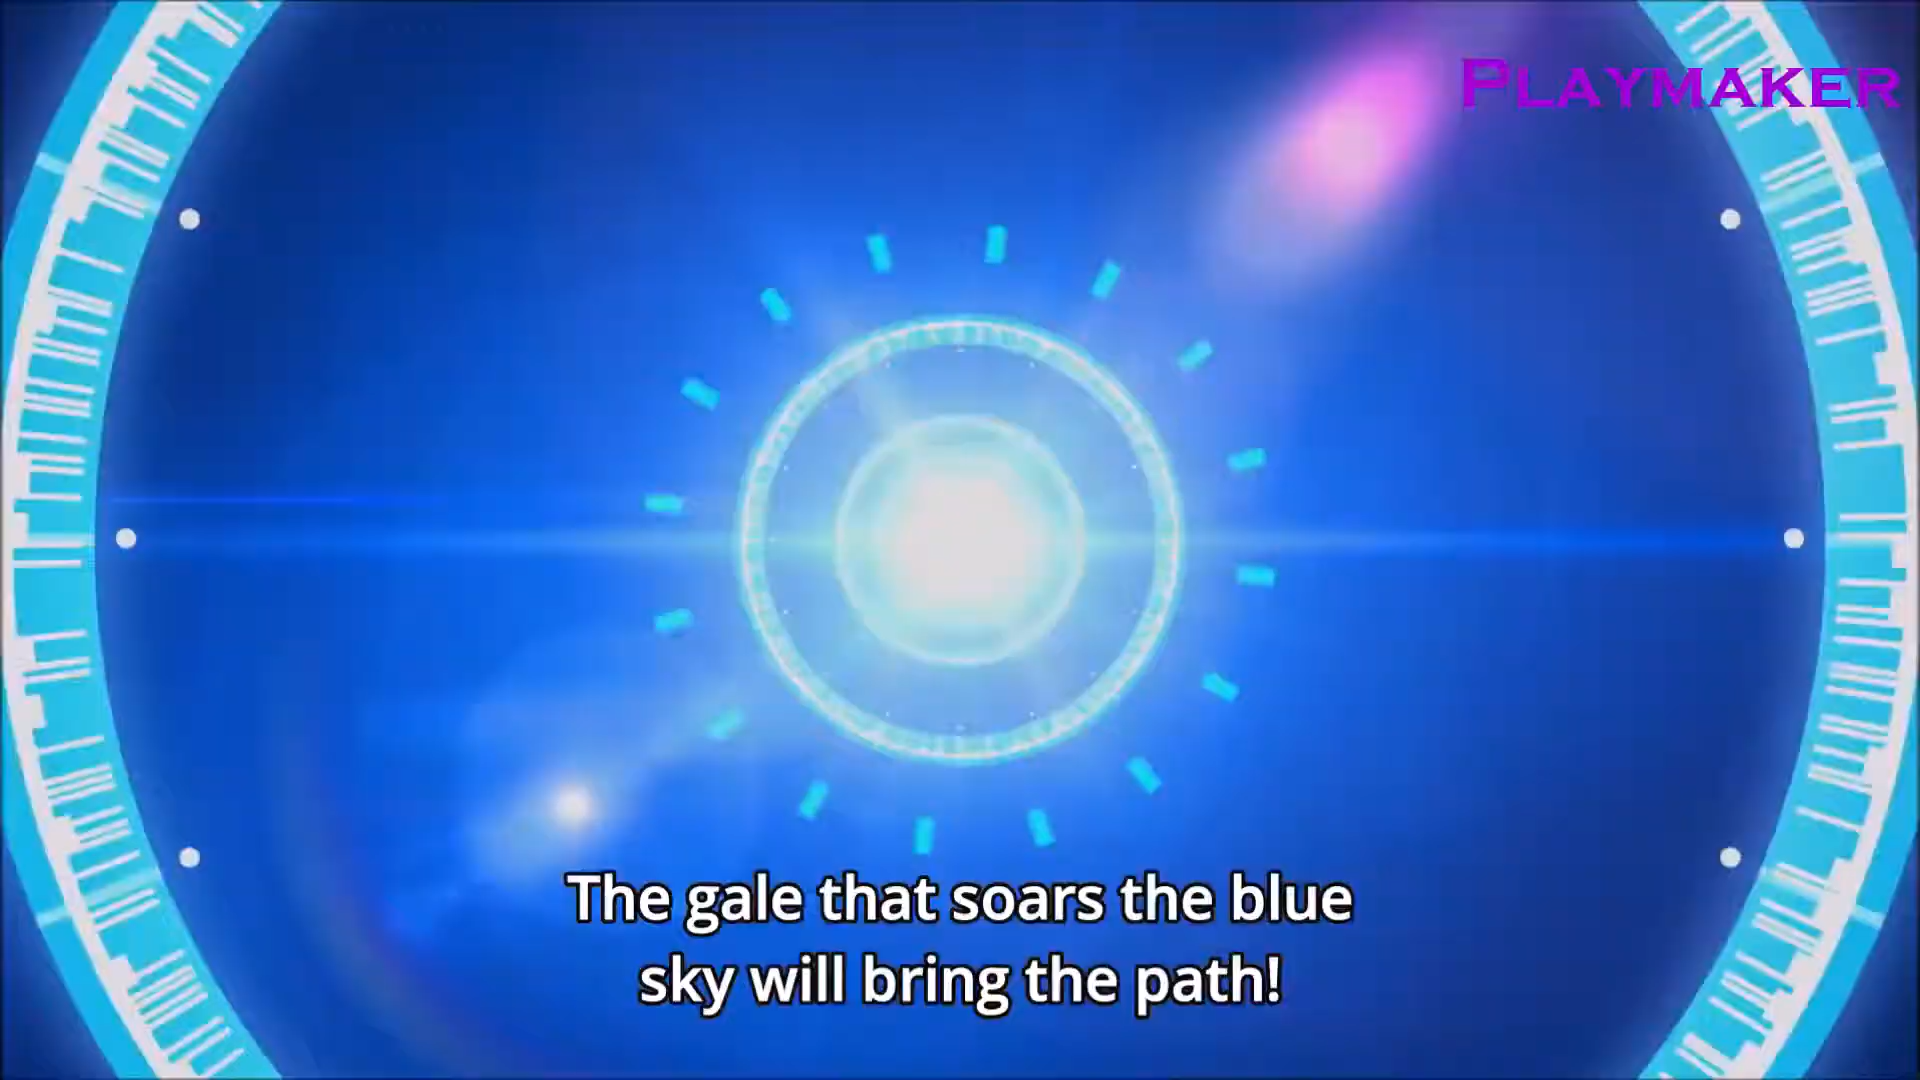 PLAYMAKER
The gale that soars the blue
sky will bring the path!